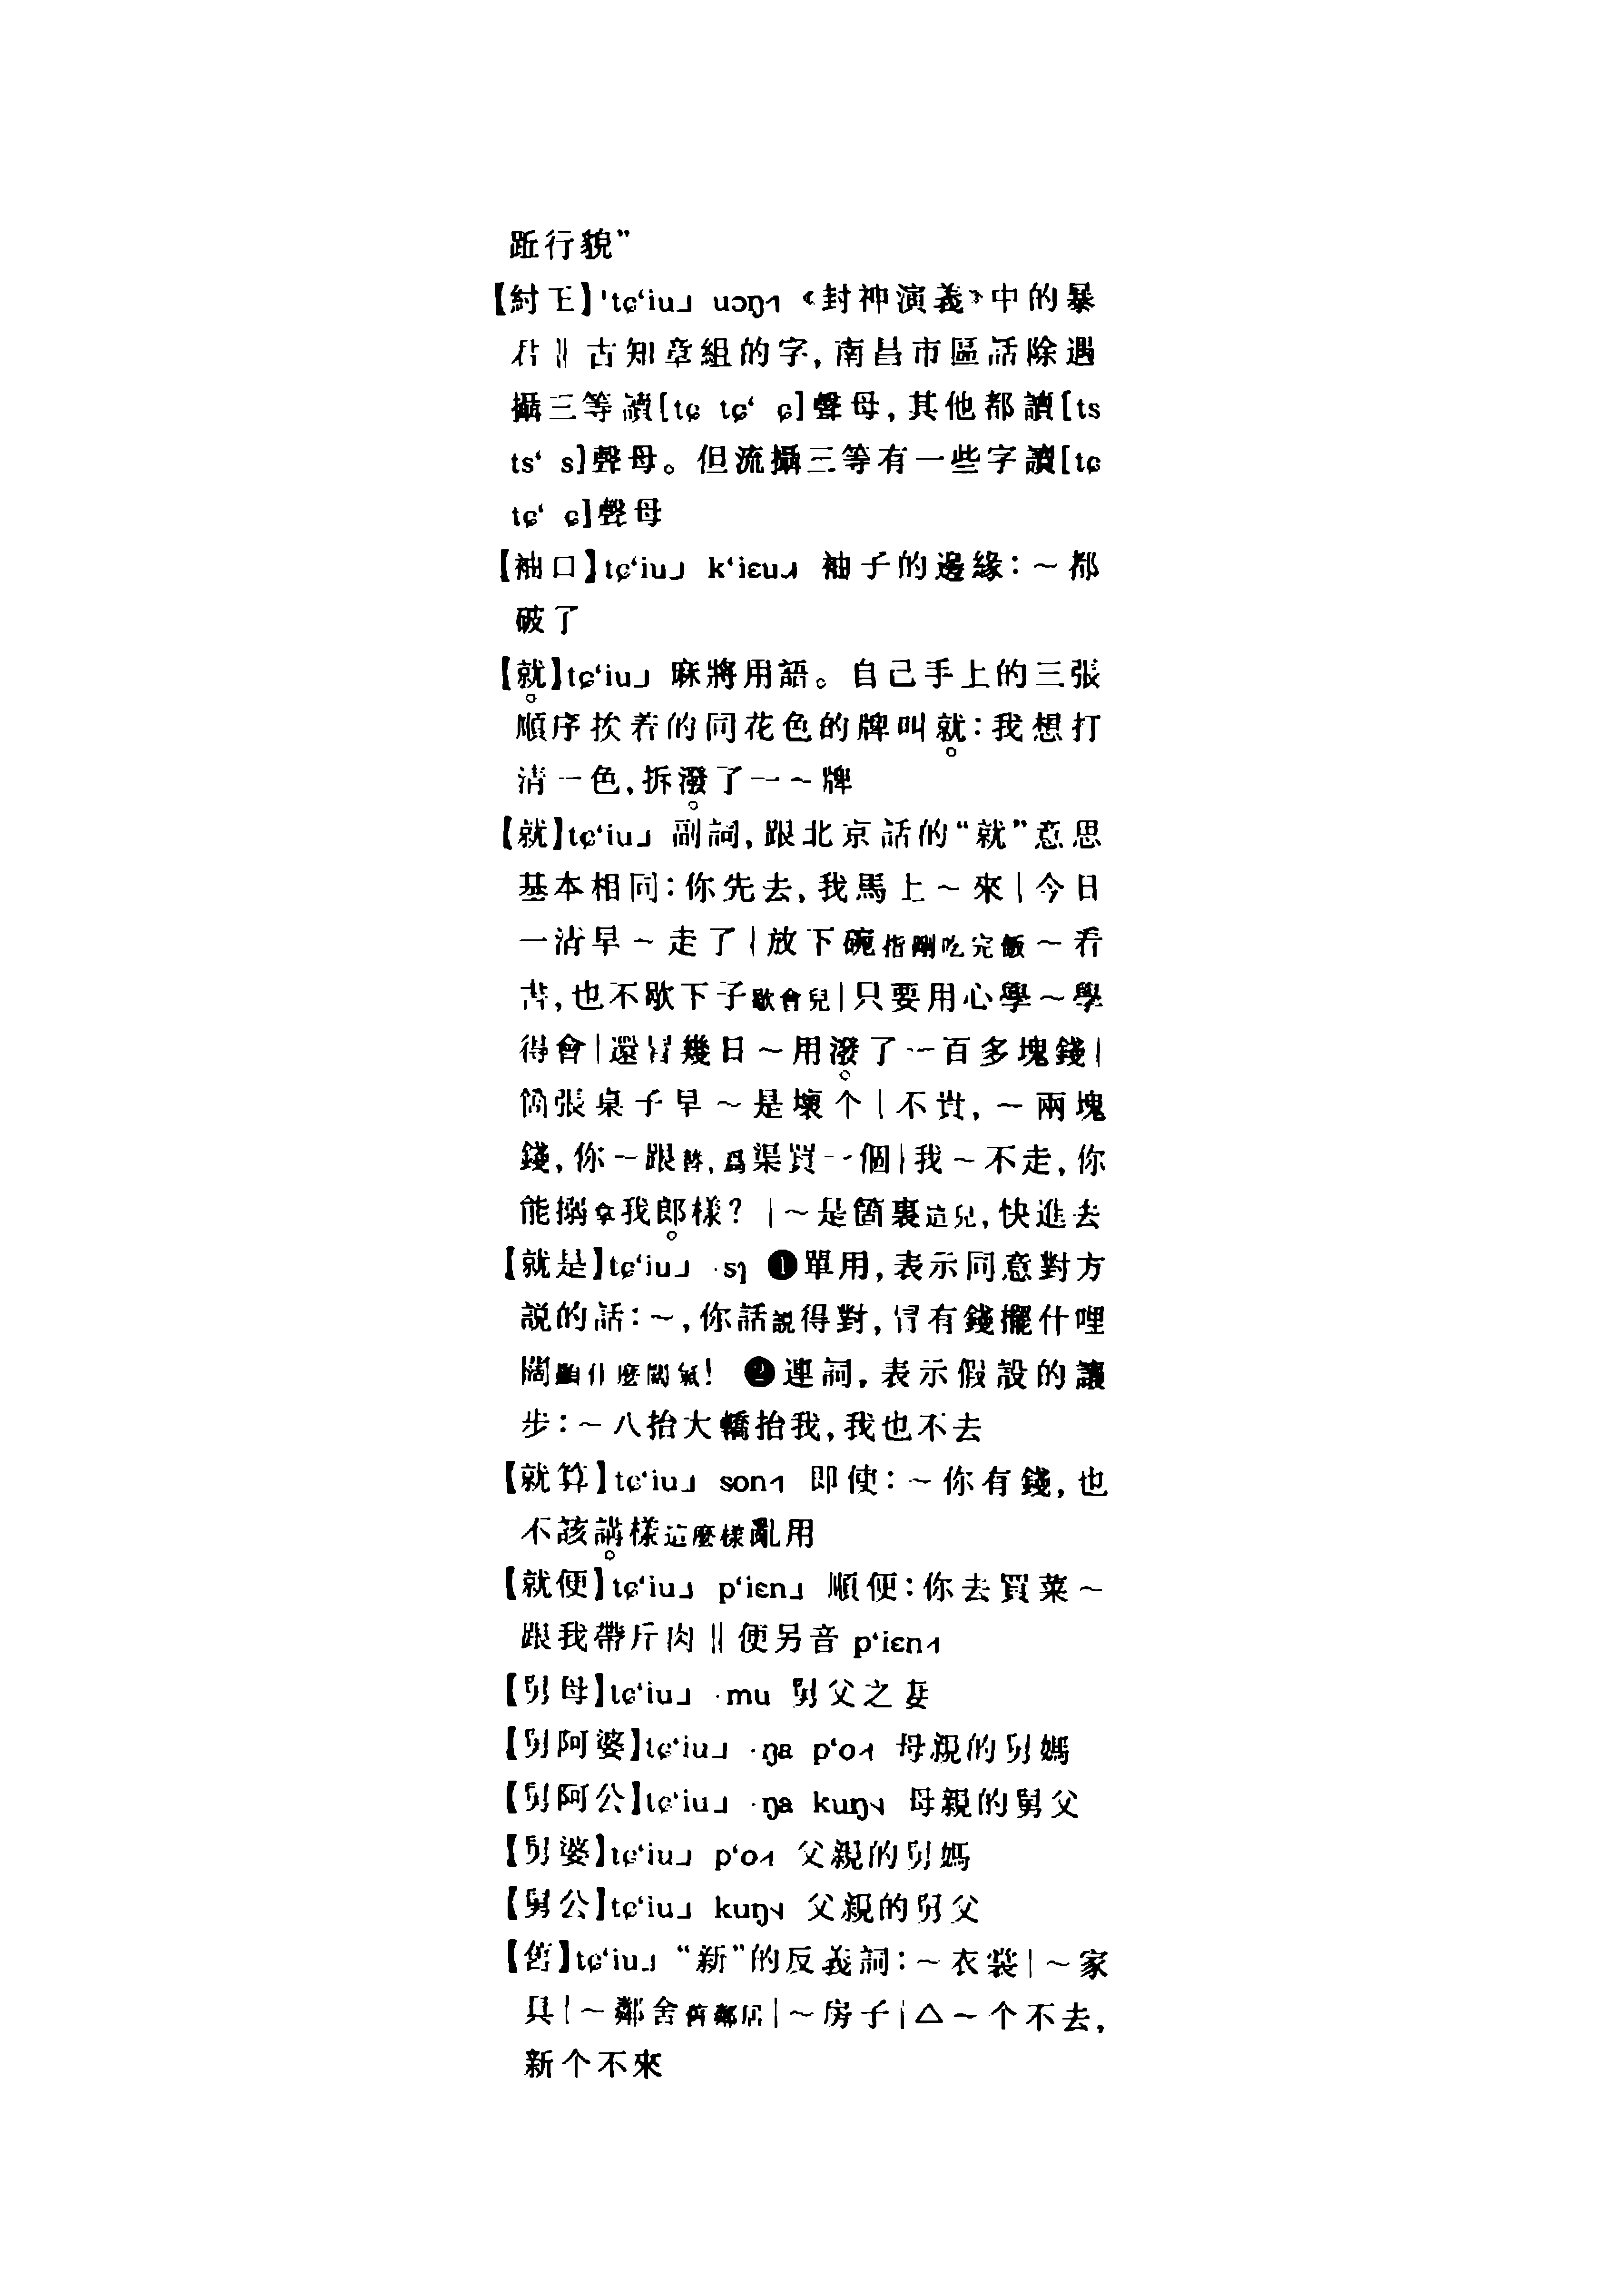 䟘行貌”
【紂王】'tɕ‘iu˩ uɔŋ˧ 《封神演義》中的暴
君‖古知章組的字，南昌市區話除遇
攝三等讀[tɕ tɕ‘ ɕ]聲母，其他都讀[ts
ts‘ s]聲母。但流攝三等有一些字讀[tɕ
tɕ‘ ɕ]聲母
【袖口】tɕ‘iu˩ k‘iɛu˩˧ 袖子的邊緣：～都
破了
【就】tɕ‘iu˩ 麻將用語。自己手上的三張
順序挨着的同花色的牌叫就：我想打
清一色，拆潑了一～牌
【就】tɕ‘iu˩ 副詞，跟北京話的“就”意思
基本相同：你先去，我馬上～來｜今日
一清早～走了｜放下碗指剛吃完飯～看
書，也不歇下子歇會兒｜只要用心學～學
得會｜還冒幾日～用潑了一百多塊錢｜
箇張桌子早～是壞个｜不貴，一兩塊
錢，你～跟替，爲渠買一個｜我～不走，你
能搦拿我郎樣？｜～是箇裏這兒，快進去
【就是】tɕ‘iu˩ ·sɿ ❶單用，表示同意對方
説的話：～，你話説得對，冒有錢擺什哩
闊顯什麼闊氣！ ❷連詞，表示假設的讓
步：～八抬大轎抬我，我也不去
【就算】tɕ‘iu˩ son˧ 即使：～你有錢，也
不該講樣這麼樣亂用
【就便】tɕ‘iu˩ p‘iɛn˩ 順便：你去買菜～
跟我帶斤肉‖便另音 p‘iɛn˧
【舅母】tɕ‘iu˩ ·mu 舅父之妻
【舅阿婆】tɕ‘iu˩ ·ŋa p‘o˧ 母親的舅媽
【舅阿公】tɕ‘iu˩ ·ŋa kuŋ˦˨ 母親的舅父
【舅婆】tɕ‘iu˩ p‘o˧ 父親的舅媽
【舅公】tɕ‘iu˩ kuŋ˦˨ 父親的舅父
【舊】tɕ‘iu˩ “新”的反義詞：～衣裳｜～家
具｜～鄰舍舊鄰居｜～房子｜△～个不去，
新个不來